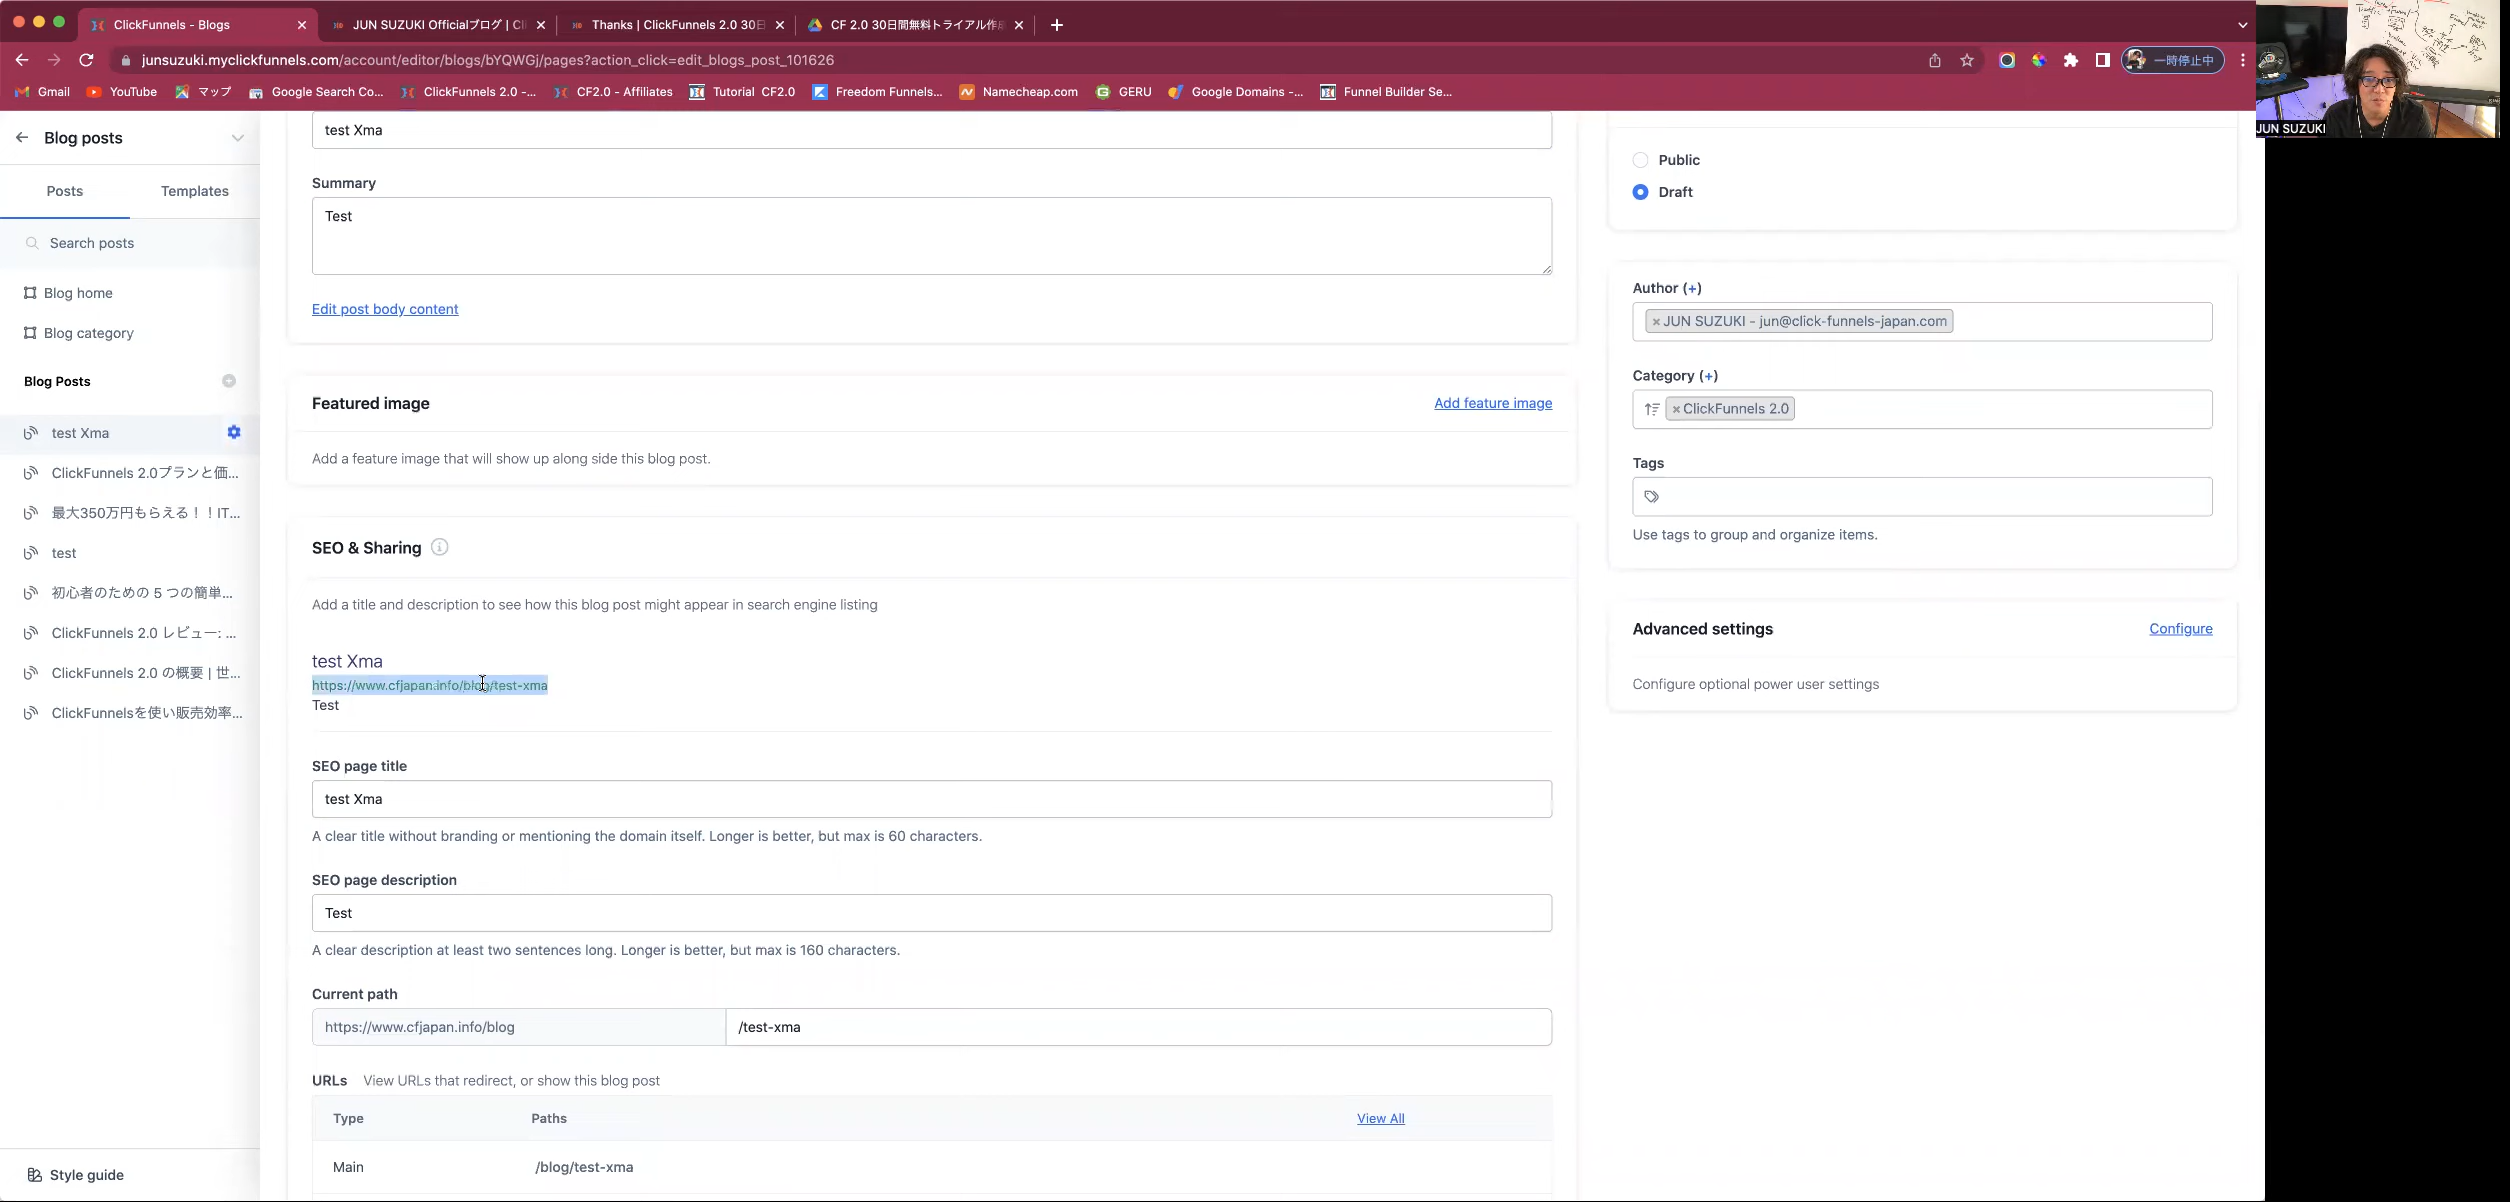 ClickFunnels - Blogs
JUN SUZUKI Officialブログ | Cl
Thanks | ClickFunnels 2.0 30日
CF 2.0 30日間無料トライアル作成
junsuzuki.myclickfunnels.com/account/editor/blogs/bYQWGj/pages?action_click=edit_blogs_post_101626
一時停止中
Gmail
YouTube
マップ
Google Search Co...
ClickFunnels 2.0 -...
CF2.0 - Affiliates
Tutorial CF2.0
Freedom Funnels...
Namecheap.com
GERU
Google Domains -...
Funnel Builder Se...
JUN SUZUKI
Blog posts
Posts
Templates
Search posts
Blog home
Blog category
Blog Posts
test Xma
ClickFunnels 2.0プランと価...
最大350万円もらえる！！IT...
test
初心者のための 5 つの簡単...
ClickFunnels 2.0 レビュー: ...
ClickFunnels 2.0 の概要 | 世...
ClickFunnelsを使い販売効率...
Style guide
test Xma
Summary
Test
Edit post body content
Featured image
Add feature image
Add a feature image that will show up along side this blog post.
SEO & Sharing
Add a title and description to see how this blog post might appear in search engine listing
test Xma
https://www.cfjapan.info/blog/test-xma
Test
SEO page title
test Xma
A clear title without branding or mentioning the domain itself. Longer is better, but max is 60 characters.
SEO page description
Test
A clear description at least two sentences long. Longer is better, but max is 160 characters.
Current path
https://www.cfjapan.info/blog
/test-xma
URLs View URLs that redirect, or show this blog post
Type
Paths
View All
Main
/blog/test-xma
Public
Draft
Author (+)
× JUN SUZUKI - jun@click-funnels-japan.com
Category (+)
× ClickFunnels 2.0
Tags
Use tags to group and organize items.
Advanced settings
Configure
Configure optional power user settings